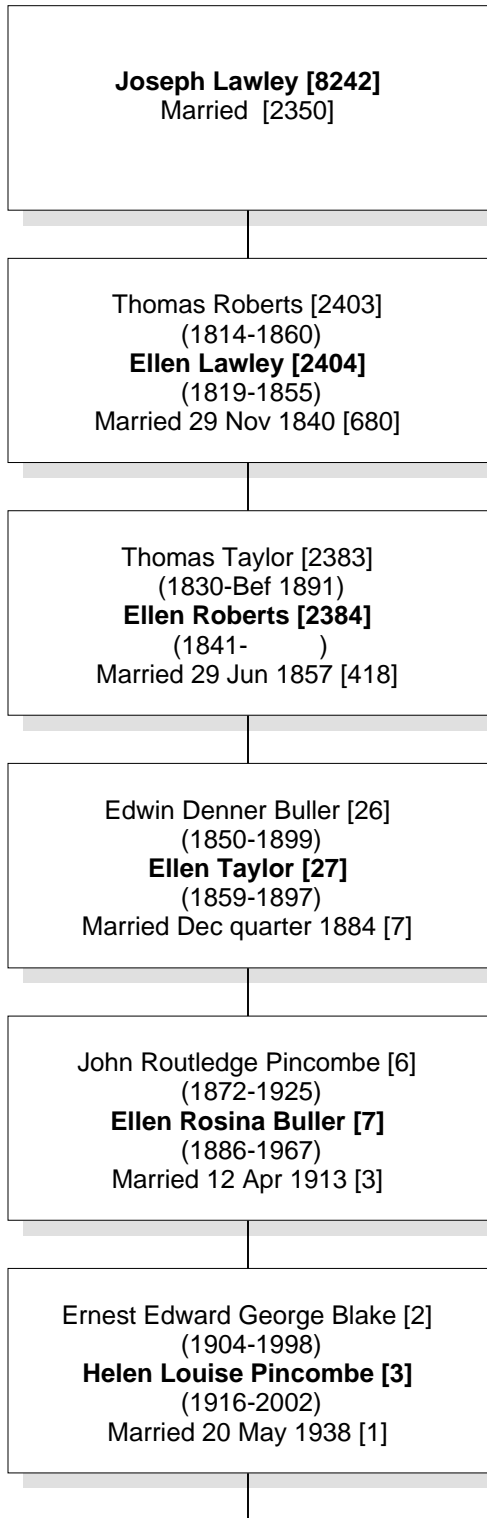 Joseph Lawley [8242]
Married [2350]
Thomas Roberts [2403]
(1814-1860)
Ellen Lawley [2404]
(1819-1855)
Married 29 Nov 1840 [680]
Thomas Taylor [2383]
(1830-Bef 1891)
Ellen Roberts [2384]
(1841- )
Married 29 Jun 1857 [418]
Edwin Denner Buller [26]
(1850-1899)
Ellen Taylor [27]
(1859-1897)
Married Dec quarter 1884 [7]
John Routledge Pincombe [6]
(1872-1925)
Ellen Rosina Buller [7]
(1886-1967)
Married 12 Apr 1913 [3]
Ernest Edward George Blake [2]
(1904-1998)
Helen Louise Pincombe [3]
(1916-2002)
Married 20 May 1938 [1]